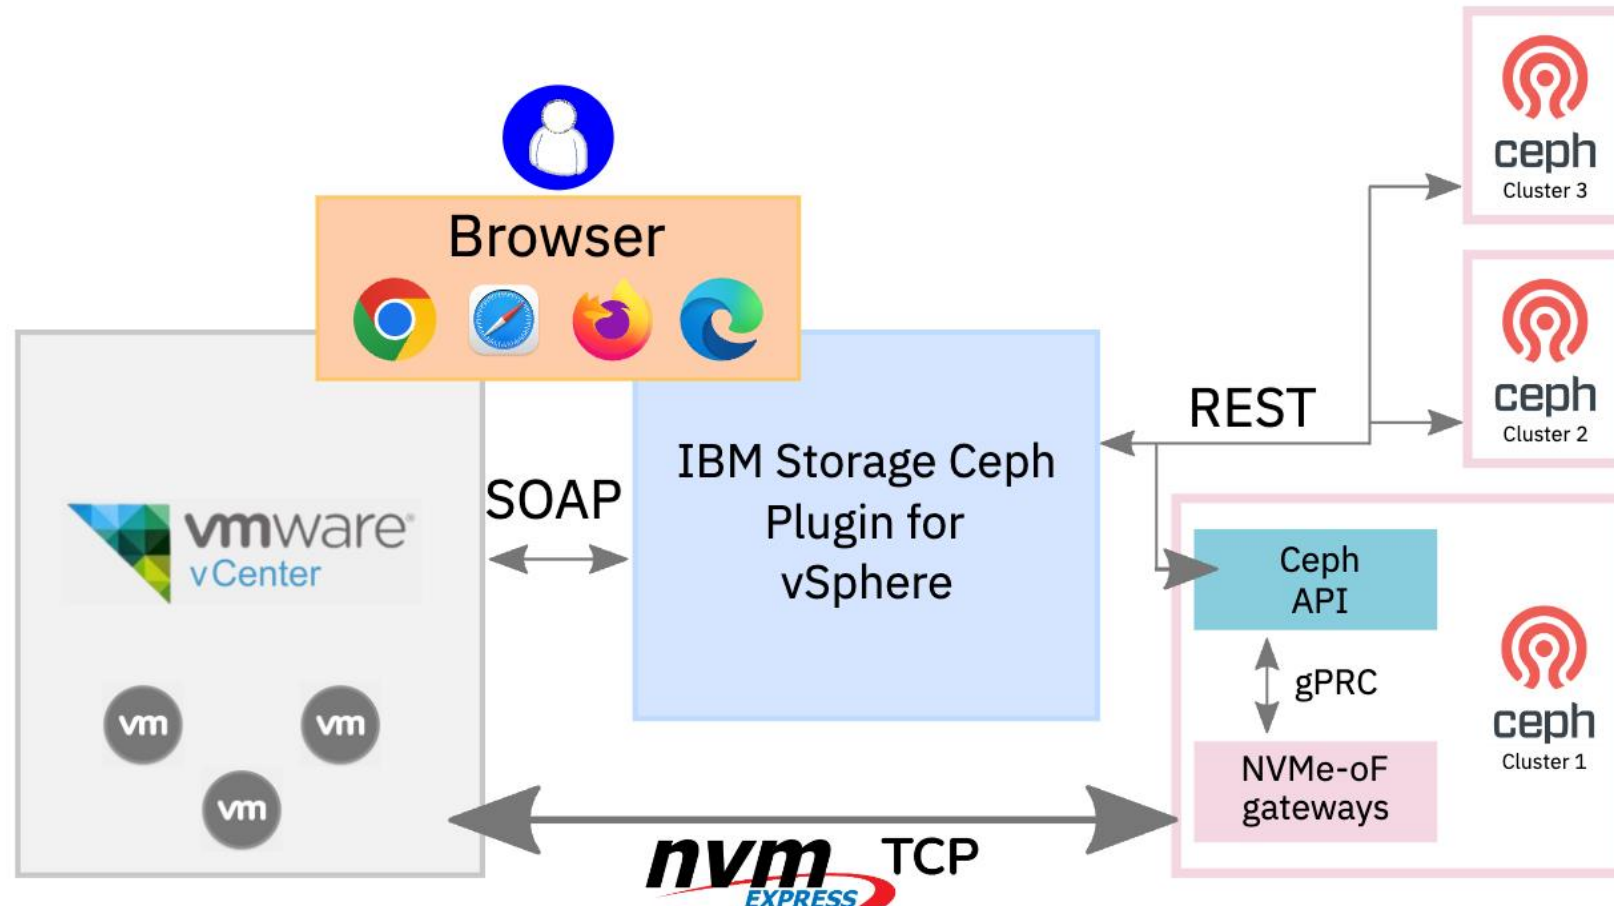 ceph
Cluster 3
Browser
ceph
Cluster 2
REST
IBM Storage Ceph
Plugin for
vSphere
SOAP
vmware®
vCenter
Ceph
API
gPRC
ceph
Cluster 1
NVMe-oF
gateways
vm
vm
vm
nvm
EXPRESS
TCP